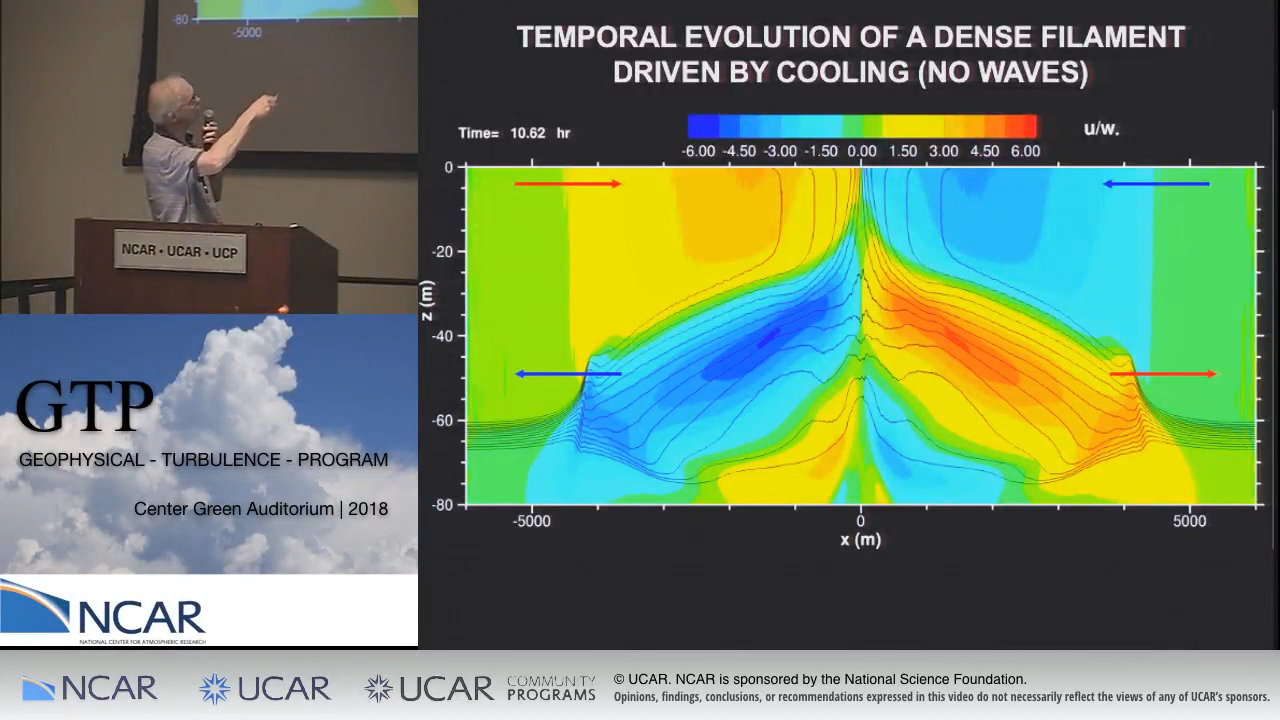 -80
-5000
NCAR • UCAR • UCP
GTP
GEOPHYSICAL - TURBULENCE - PROGRAM
Center Green Auditorium | 2018
NCAR
NATIONAL CENTER FOR ATMOSPHERIC RESEARCH
TEMPORAL EVOLUTION OF A DENSE FILAMENT
DRIVEN BY COOLING (NO WAVES)
Time= 10.62 hr
u/w*
-6.00 -4.50 -3.00 -1.50 0.00 1.50 3.00 4.50 6.00
0
-20
-40
-60
-80
z (m)
-5000 0 5000
x (m)
NCAR
UCAR
UCAR
COMMUNITY
PROGRAMS
© UCAR. NCAR is sponsored by the National Science Foundation.
Opinions, findings, conclusions, or recommendations expressed in this video do not necessarily reflect the views of any of UCAR's sponsors.